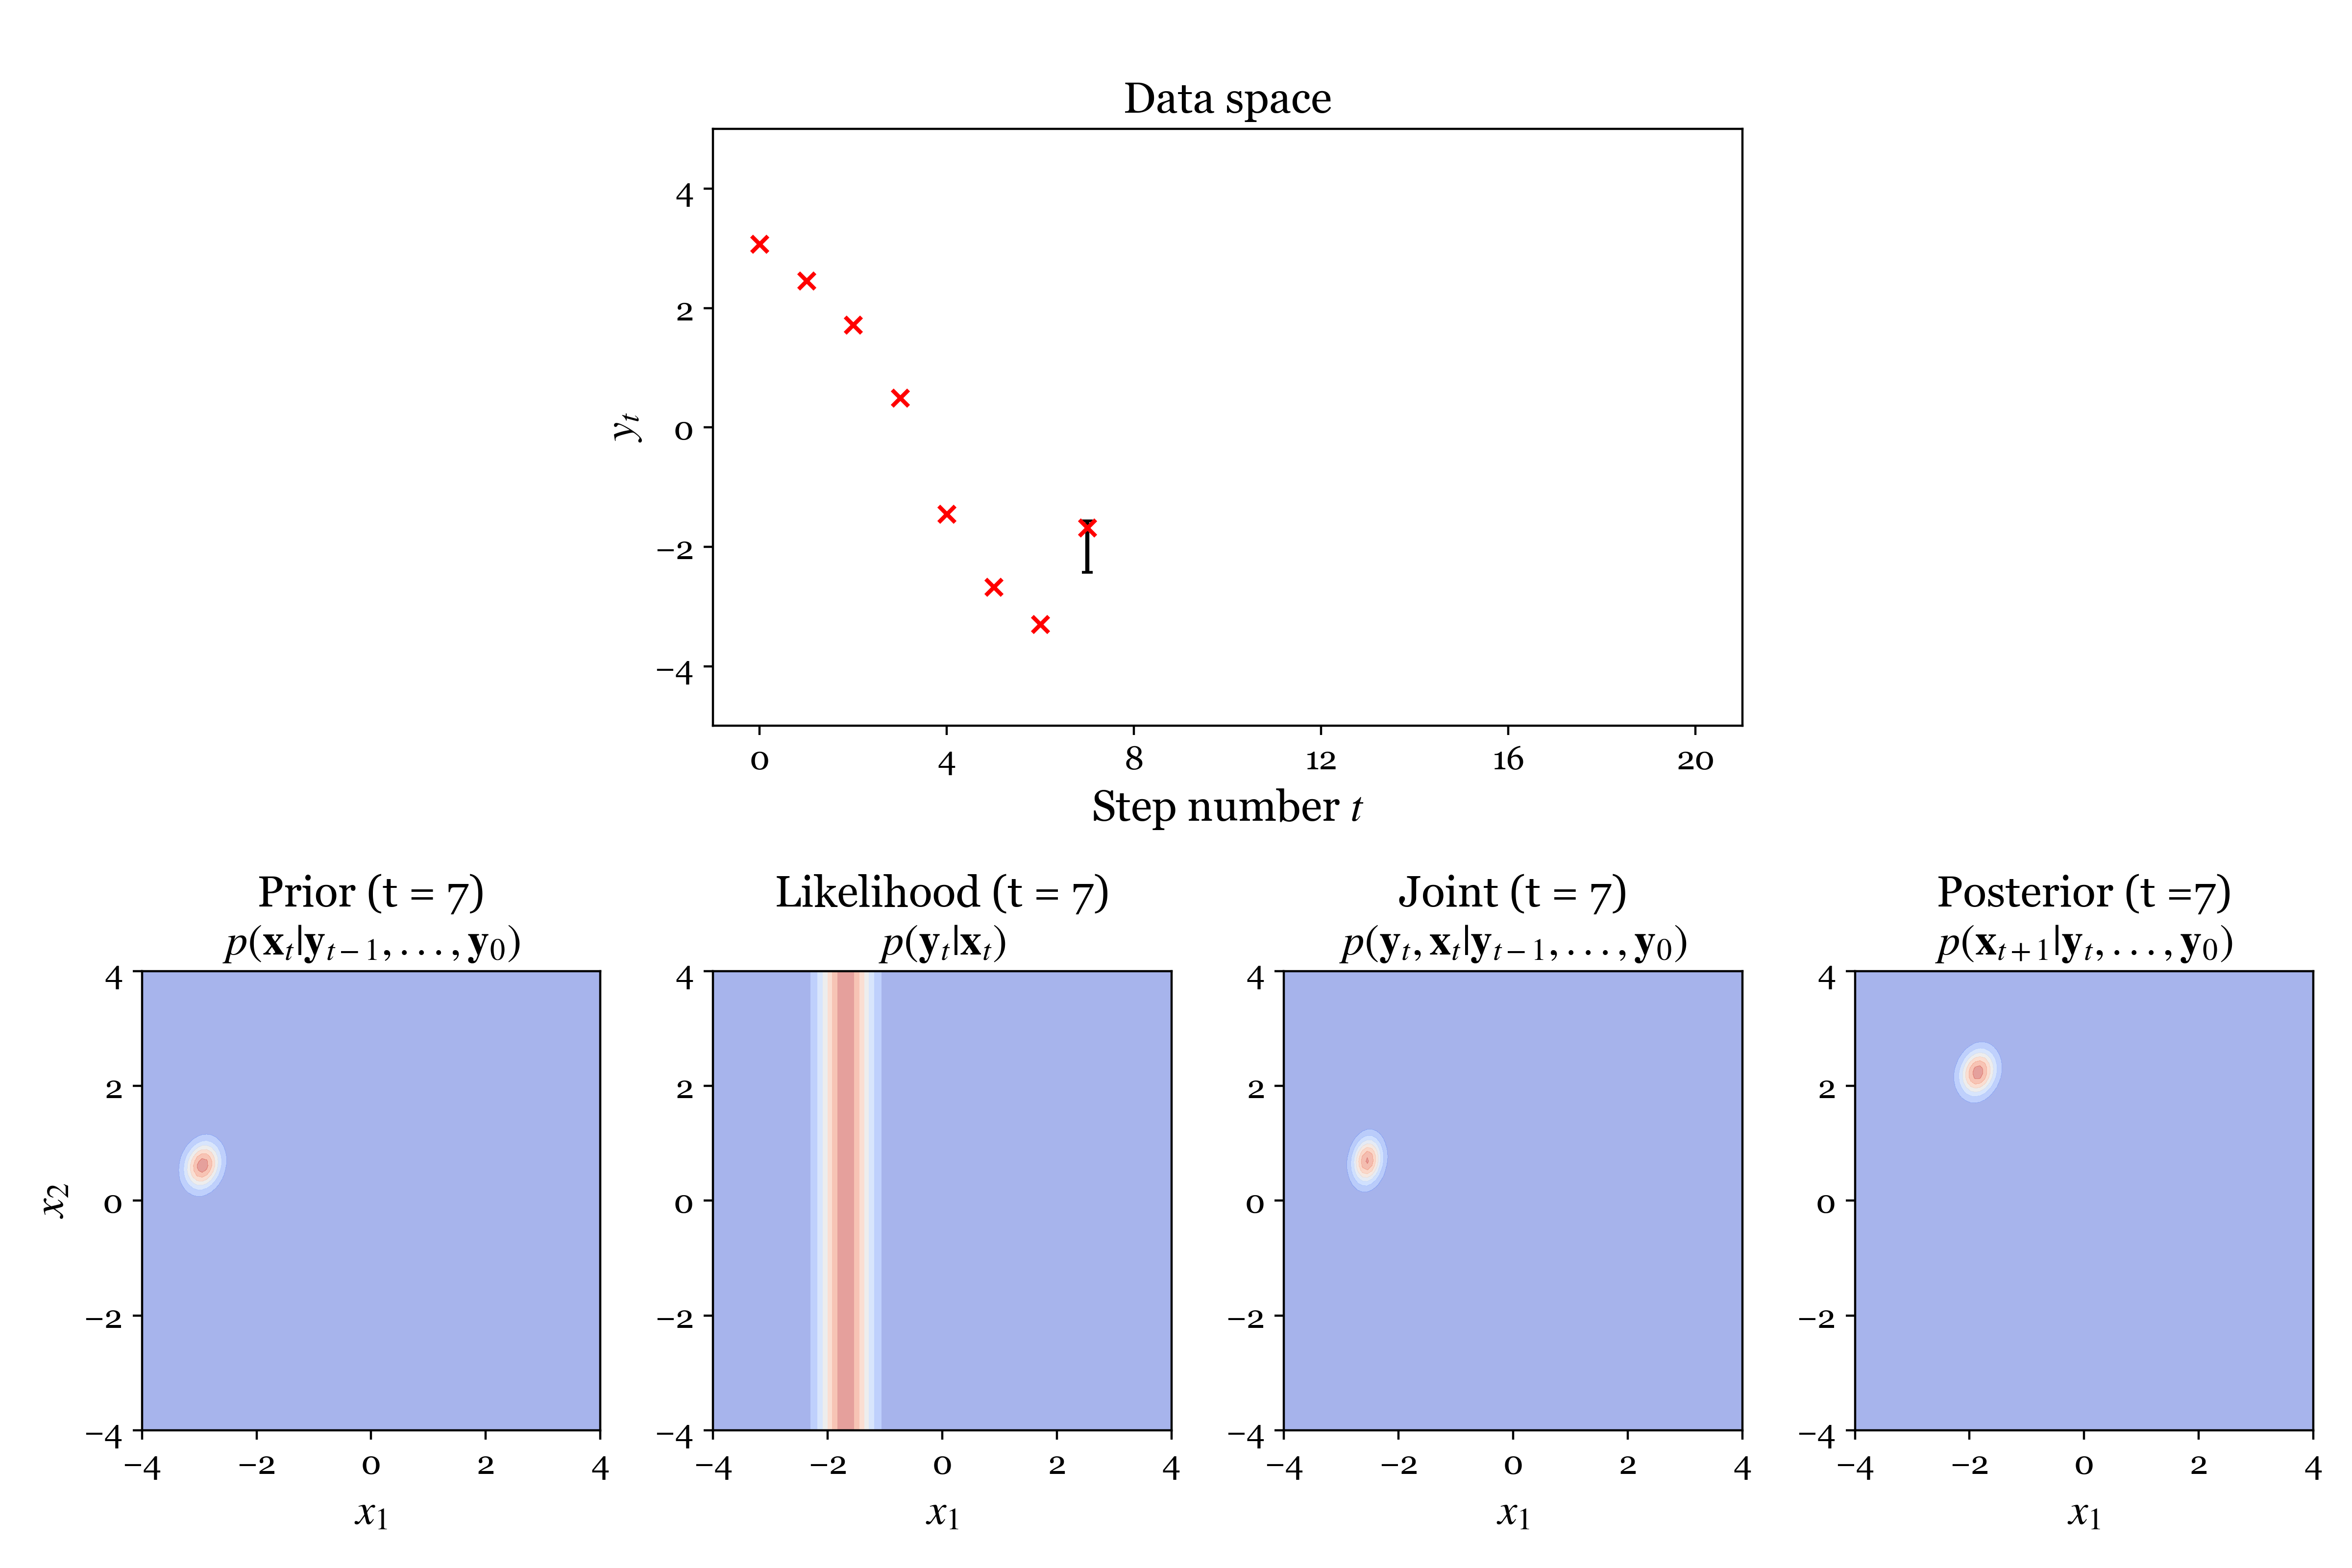 Data space
4
2
0
−2
−4
y_t
0 4 8 12 16 20
Step number t
Prior (t = 7)
p(𝐱_t|𝐲_{t−1}, . . . , 𝐲_0)
Likelihood (t = 7)
p(𝐲_t|𝐱_t)
Joint (t = 7)
p(𝐲_t, 𝐱_t|𝐲_{t−1}, . . . , 𝐲_0)
Posterior (t =7)
p(𝐱_{t+1}|𝐲_t, . . . , 𝐲_0)
4
2
0
−2
−4
x_2
−4 −2 0 2 4
x_1
4
2
0
−2
−4
−4 −2 0 2 4
x_1
4
2
0
−2
−4
−4 −2 0 2 4
x_1
4
2
0
−2
−4
−4 −2 0 2 4
x_1